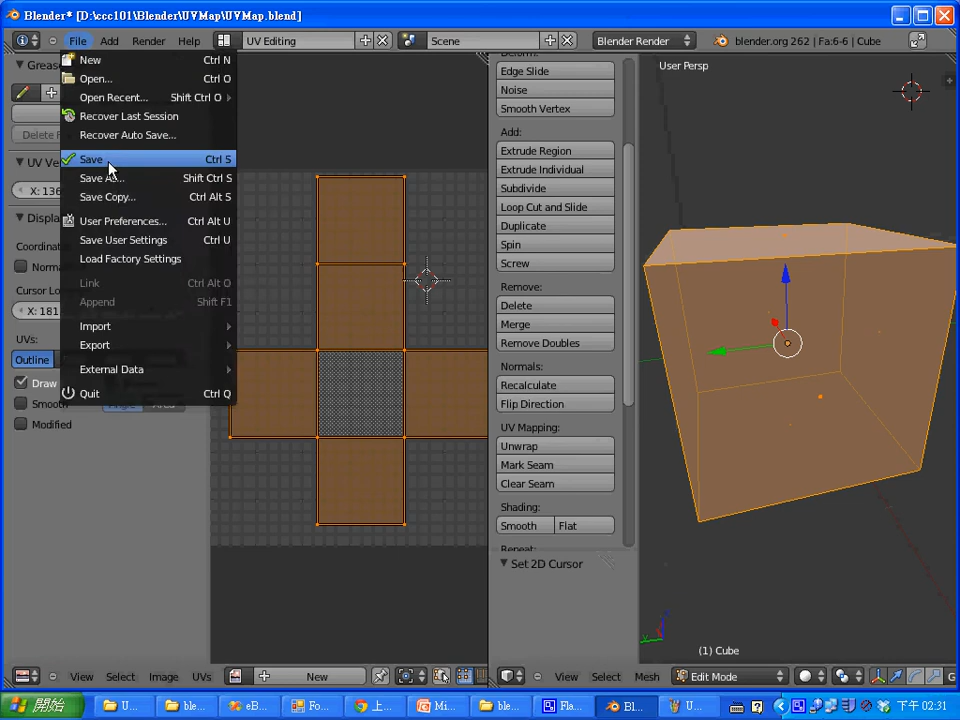 Blender* [D:\ccc101\Blender\UVMap\UVMap.blend]
File Add Render Help UV Editing Scene Blender Render blender.org 262 | Fa:6-6 | Cube
New Ctrl N
Open... Ctrl O
Open Recent... Shift Ctrl O
Recover Last Session
Recover Auto Save...
Save Ctrl S
Save As... Shift Ctrl S
Save Copy... Ctrl Alt S
User Preferences... Ctrl Alt U
Save User Settings Ctrl U
Load Factory Settings
Link Ctrl Alt O
Append Shift F1
Import
Export
External Data
Quit Ctrl Q
Greas
Delete F
UV Ve
X: 136
Displa
Coordina
Norma
Cursor Lo
X: 181
UVs:
Outline
Draw
Smooth
Modified
Edge Slide
Noise
Smooth Vertex
Add:
Extrude Region
Extrude Individual
Subdivide
Loop Cut and Slide
Duplicate
Spin
Screw
Remove:
Delete
Merge
Remove Doubles
Normals:
Recalculate
Flip Direction
UV Mapping:
Unwrap
Mark Seam
Clear Seam
Shading:
Smooth Flat
Repeat:
Set 2D Cursor
User Persp
(1) Cube
View Select Image UVs New
View Select Mesh Edit Mode G
開始 U... ble... eB... Fo... 上... Mi... ble... Fla... Bl... U... 下午 02:31